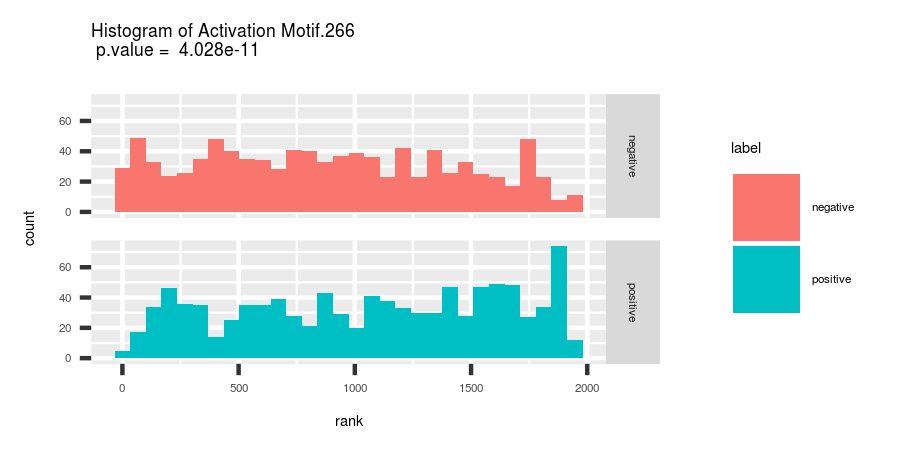 Histogram of Activation Motif.266
p.value = 4.028e-11
60
40
20
0
negative
60
40
20
0
positive
0 500 1000 1500 2000
rank
count
label
negative
positive